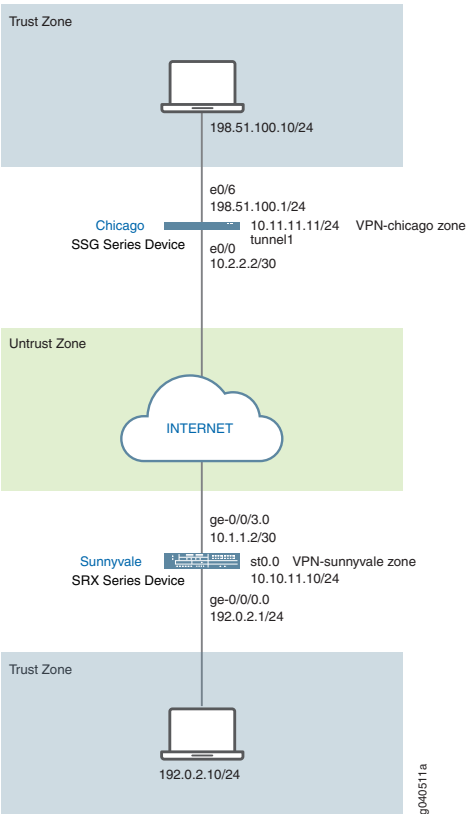 Trust Zone
198.51.100.10/24
e0/6
198.51.100.1/24
Chicago
SSG Series Device
10.11.11.11/24 VPN-chicago zone
tunnel1
e0/0
10.2.2.2/30
Untrust Zone
INTERNET
ge-0/0/3.0
10.1.1.2/30
Sunnyvale
SRX Series Device
st0.0 VPN-sunnyvale zone
10.10.11.10/24
ge-0/0/0.0
192.0.2.1/24
Trust Zone
192.0.2.10/24
g040511a